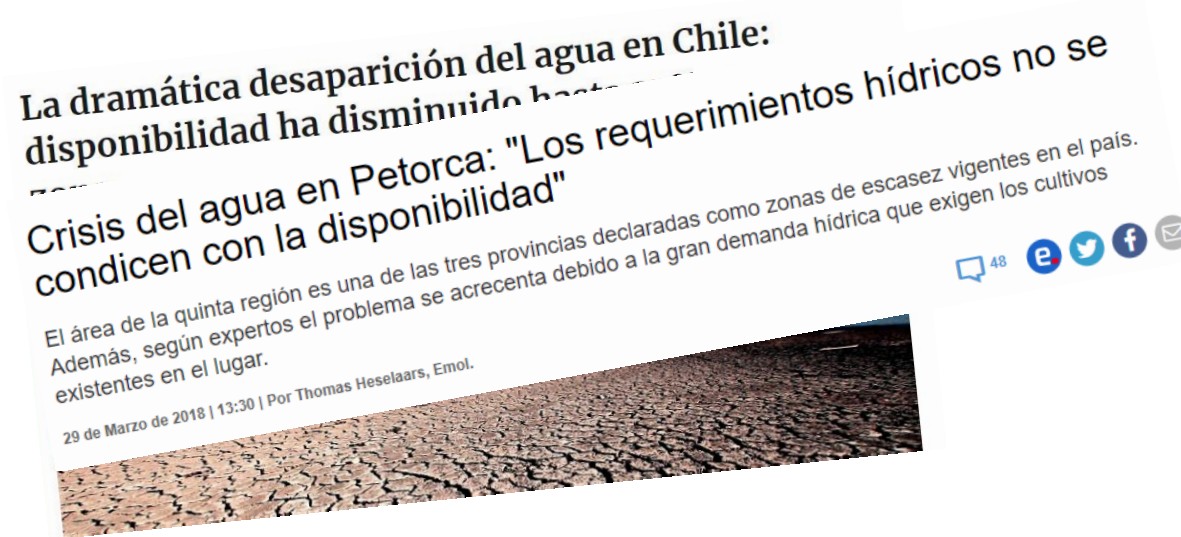 La dramática desaparición del agua en Chile:
disponibilidad ha disminuido hasta
Crisis del agua en Petorca: "Los requerimientos hídricos no se
condicen con la disponibilidad"
El área de la quinta región es una de las tres provincias declaradas como zonas de escasez vigentes en el país.
Además, según expertos el problema se acrecenta debido a la gran demanda hídrica que exigen los cultivos
existentes en el lugar.
48
29 de Marzo de 2018 | 13:30 | Por Thomas Heselaars, Emol.